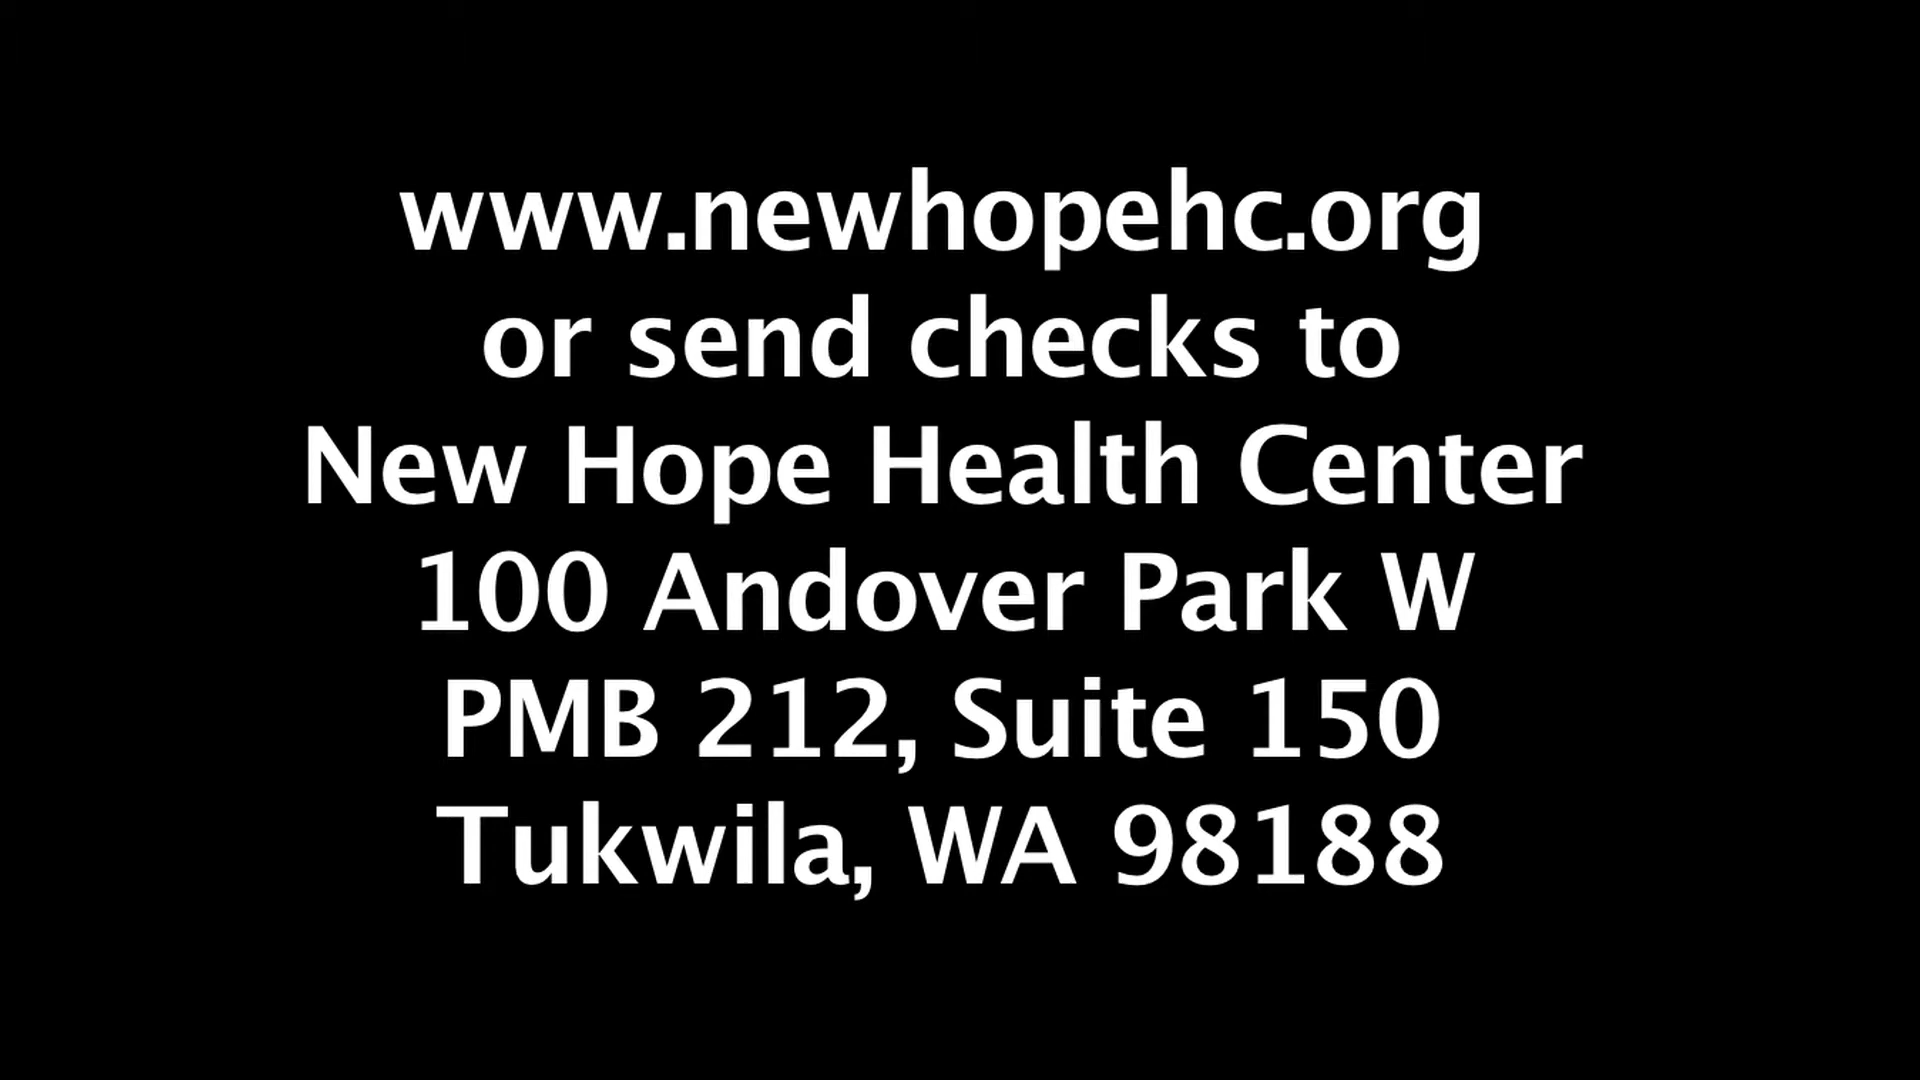 www.newhopehc.org
or send checks to
New Hope Health Center
100 Andover Park W
PMB 212, Suite 150
Tukwila, WA 98188